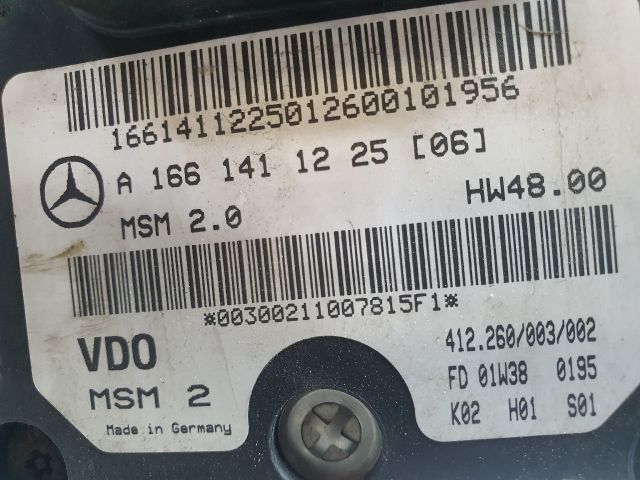 1661411225012600101956
A 166 141 12 25 [06]
HW48.00
MSM 2.0
*00300211007815F1*
VDO
MSM 2
Made in Germany
412.260/003/002
FD 01W38 0195
K02 H01 S01